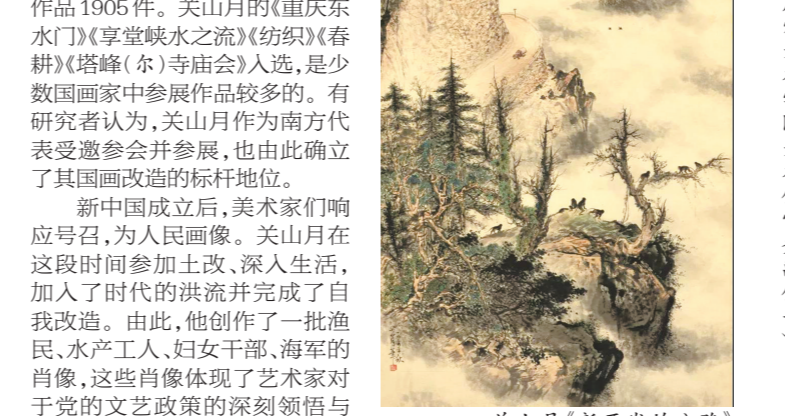 作品1905件。关山月的《重庆东
水门》《享堂峡水之流》《纺织》《春
耕》《塔峰(尔)寺庙会》入选,是少
数国画家中参展作品较多的。有
研究者认为,关山月作为南方代
表受邀参会并参展,也由此确立
了其国画改造的标杆地位。
新中国成立后,美术家们响
应号召,为人民画像。关山月在
这段时间参加土改、深入生活,
加入了时代的洪流并完成了自
我改造。由此,他创作了一批渔
民、水产工人、妇女干部、海军的
肖像,这些肖像体现了艺术家对
于党的文艺政策的深刻领悟与